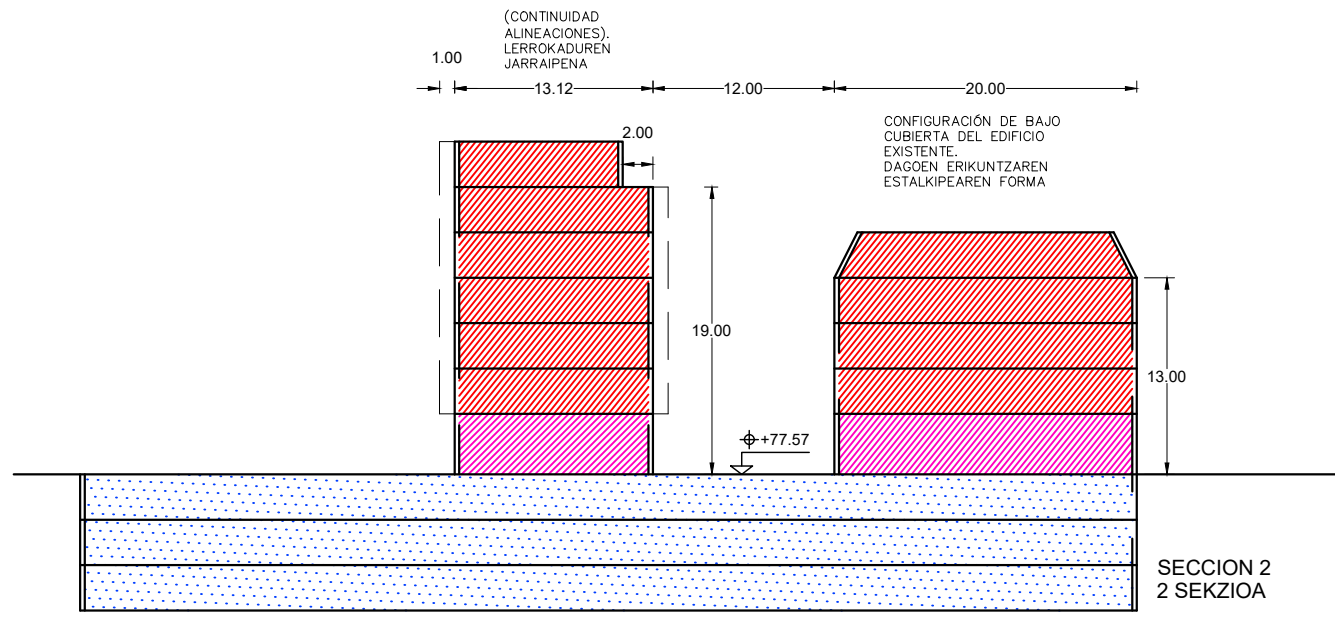 (CONTINUIDAD
ALINEACIONES).
LERROKADUREN
JARRAIPENA
1.00
13.12
12.00
20.00
2.00
CONFIGURACIÓN DE BAJO
CUBIERTA DEL EDIFICIO
EXISTENTE.
DAGOEN ERIKUNTZAREN
ESTALKIPEAREN FORMA
19.00
13.00
+77.57
SECCION 2
2 SEKZIOA